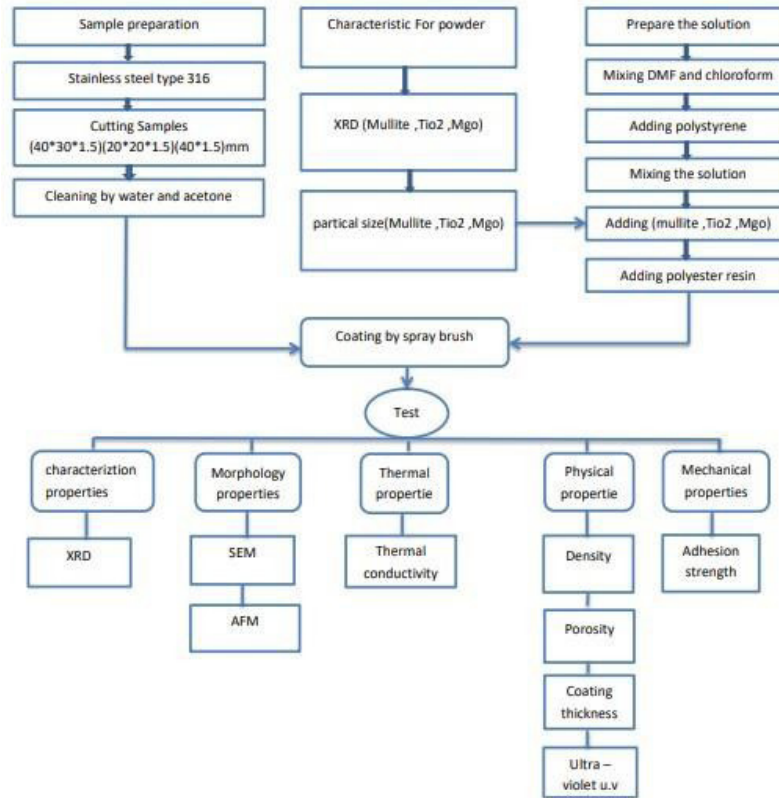 Sample preparation
Stainless steel type 316
Cutting Samples
(40*30*1.5)(20*20*1.5)(40*1.5)mm
Cleaning by water and acetone
Characteristic For powder
XRD (Mullite ,Tio2 ,Mgo)
partical size(Mullite ,Tio2 ,Mgo)
Prepare the solution
Mixing DMF and chloroform
Adding polystyrene
Mixing the solution
Adding (mullite ,Tio2 ,Mgo)
Adding polyester resin
Coating by spray brush
Test
characteriztion
properties
XRD
Morphology
properties
SEM
AFM
Thermal
propertie
Thermal
conductivity
Physical
propertie
Density
Porosity
Coating
thickness
Ultra –
violet u.v
Mechanical
properties
Adhesion
strength